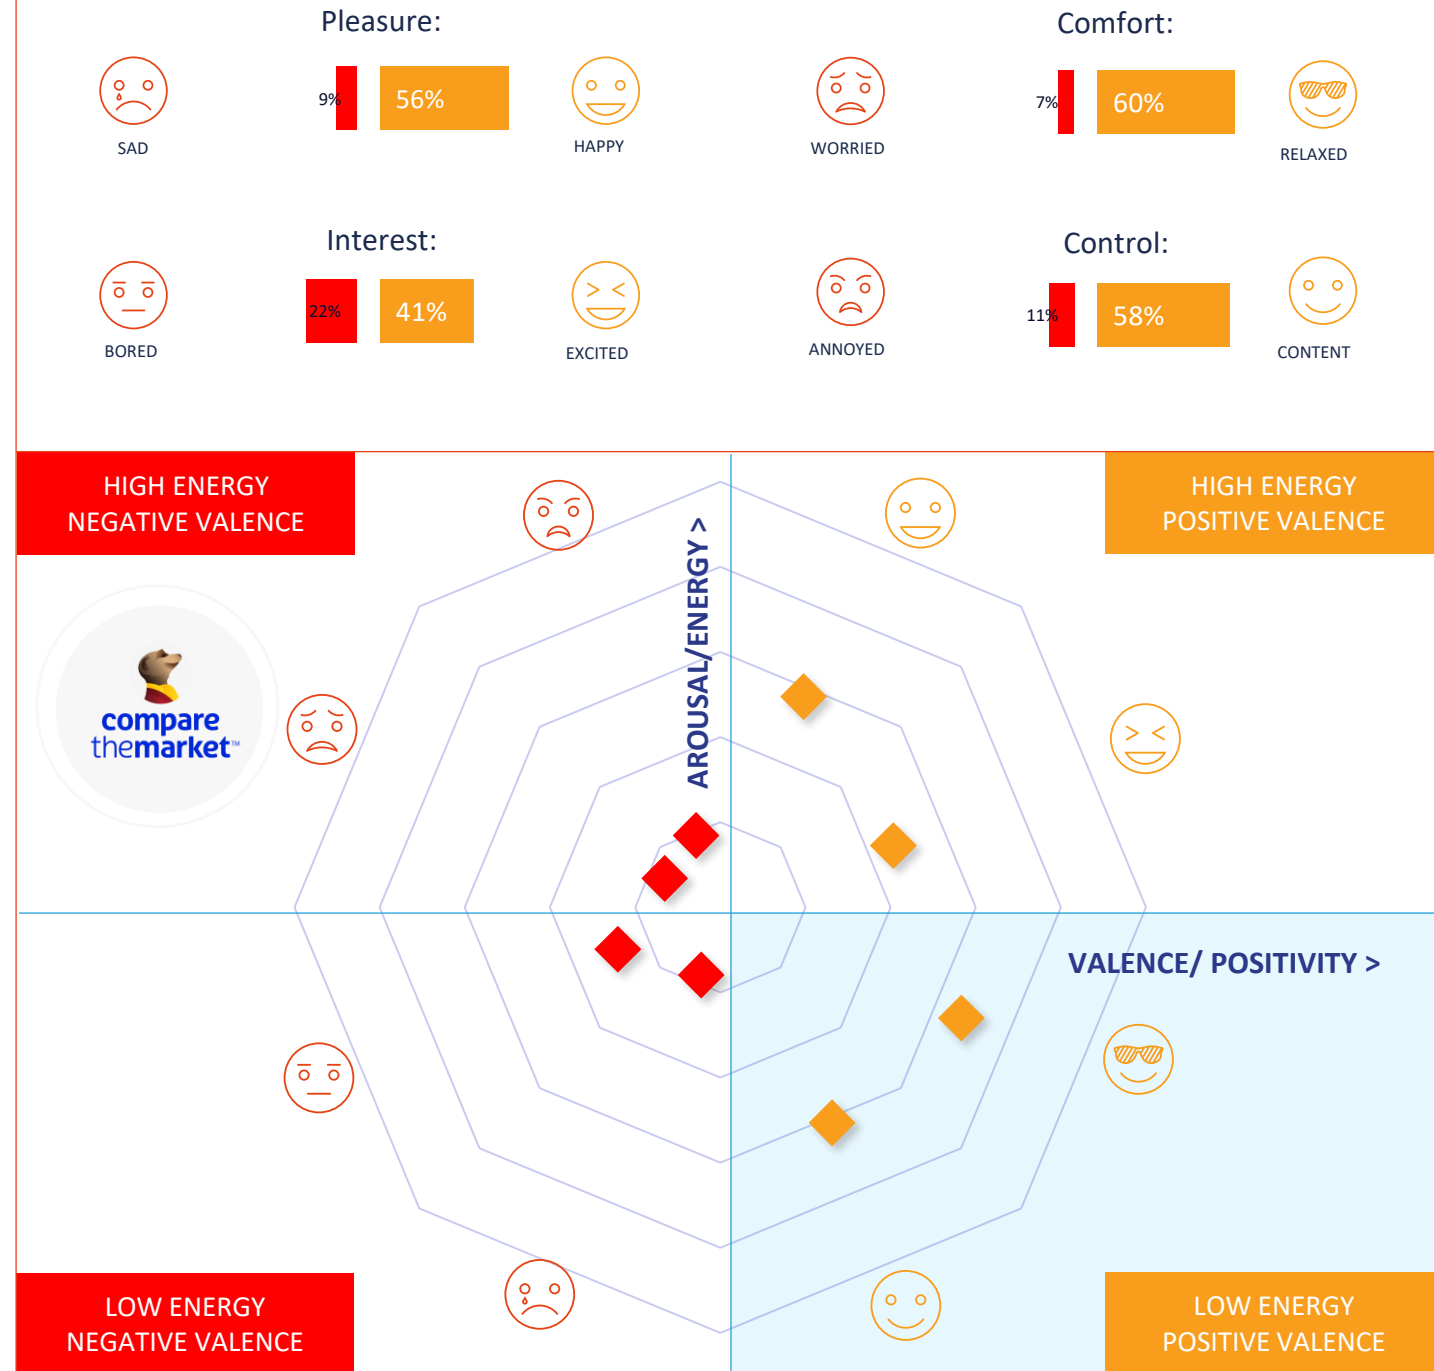 Pleasure:
9%
56%
SAD
HAPPY
Comfort:
7%
60%
WORRIED
RELAXED
Interest:
22%
41%
BORED
EXCITED
Control:
11%
58%
ANNOYED
CONTENT
HIGH ENERGY
NEGATIVE VALENCE
HIGH ENERGY
POSITIVE VALENCE
AROUSAL/ENERGY >
compare
themarket™
VALENCE/ POSITIVITY >
LOW ENERGY
NEGATIVE VALENCE
LOW ENERGY
POSITIVE VALENCE